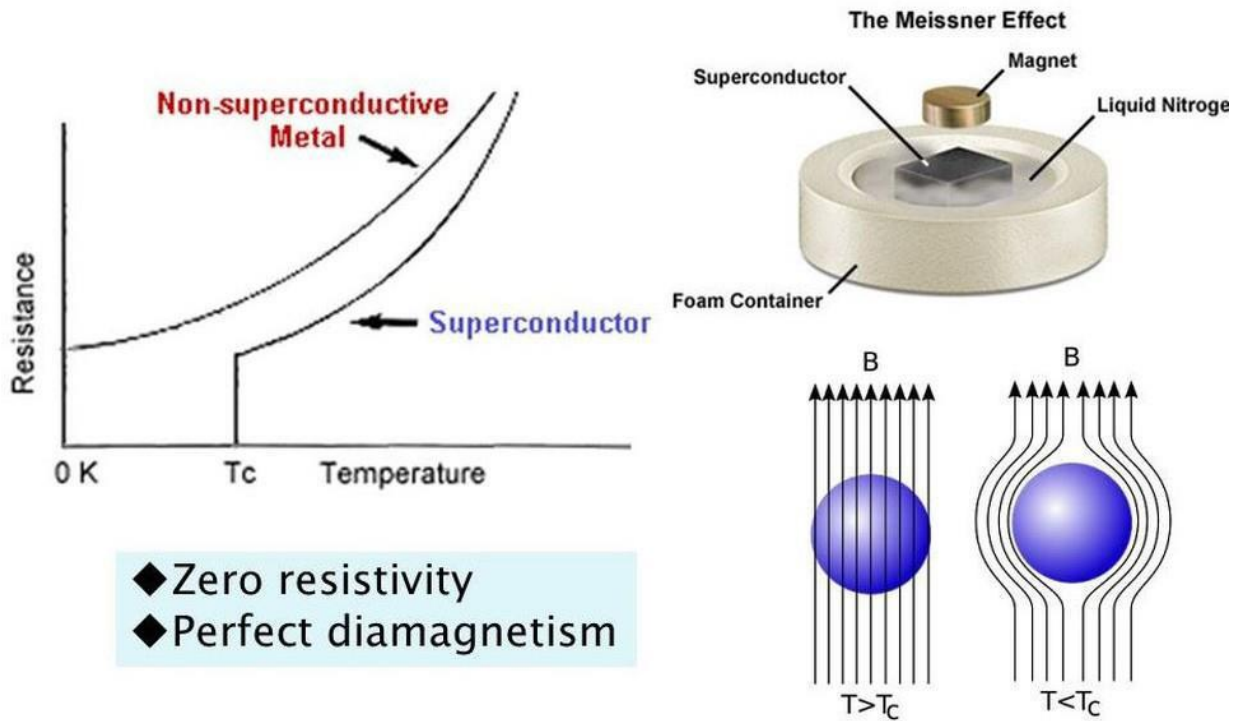 Non-superconductive
Metal
Resistance
Superconductor
0 K
Tc
Temperature
◆Zero resistivity
◆Perfect diamagnetism
The Meissner Effect
Magnet
Superconductor
Liquid Nitroge
Foam Container
B
B
T>TC
T<TC